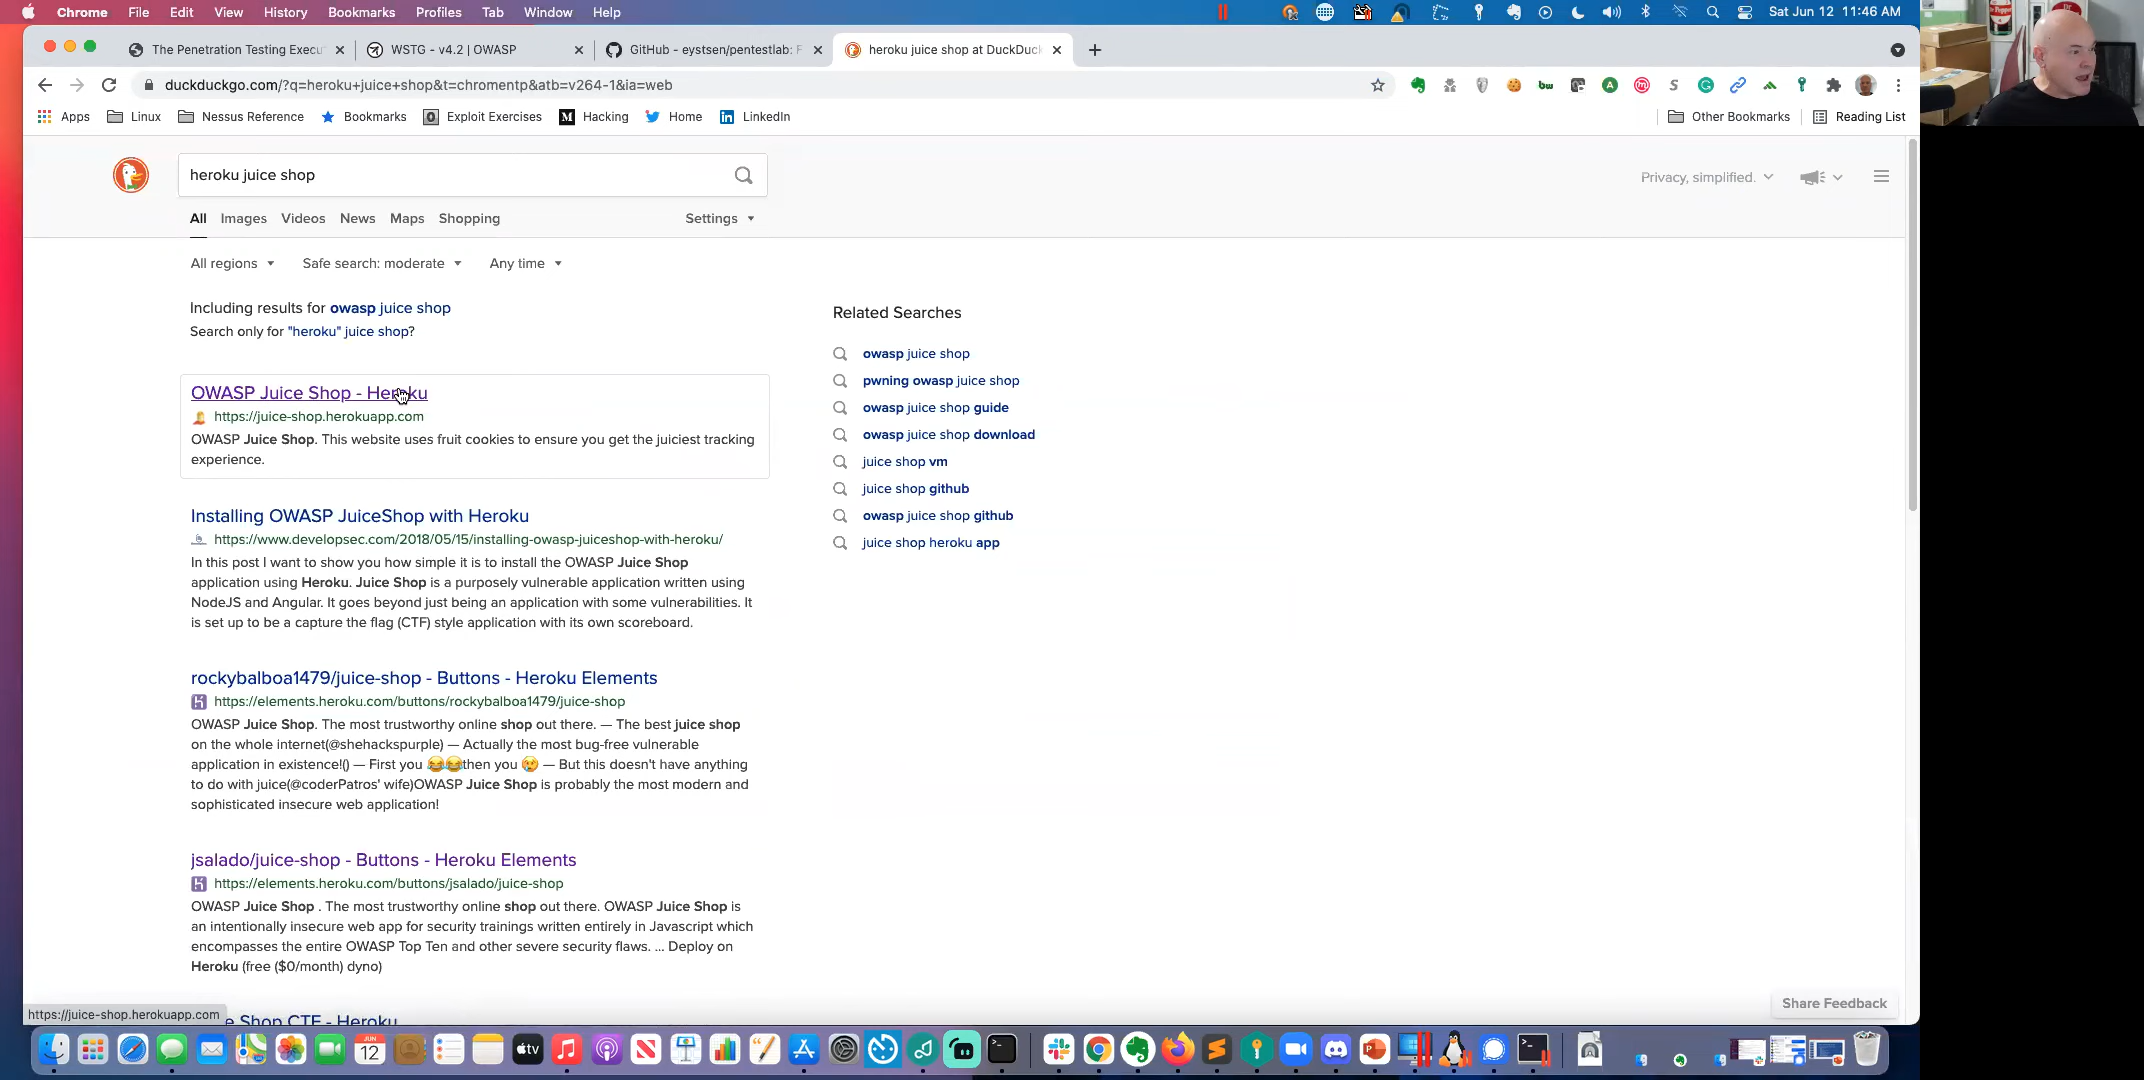 Chrome File Edit View History Bookmarks Profiles Tab Window Help Sat Jun 12 11:46 AM
The Penetration Testing Execu WSTG - v4.2 | OWASP GitHub - eystsen/pentestlab: F heroku juice shop at DuckDuck
duckduckgo.com/?q=heroku+juice+shop&t=chromentp&atb=v264-1&ia=web
Apps Linux Nessus Reference Bookmarks Exploit Exercises Hacking Home LinkedIn Other Bookmarks Reading List
heroku juice shop
Privacy, simplified.
All Images Videos News Maps Shopping Settings
All regions Safe search: moderate Any time
Including results for owasp juice shop
Search only for "heroku" juice shop?
OWASP Juice Shop - Heroku
https://juice-shop.herokuapp.com
OWASP Juice Shop. This website uses fruit cookies to ensure you get the juiciest tracking
experience.
Installing OWASP JuiceShop with Heroku
https://www.developsec.com/2018/05/15/installing-owasp-juiceshop-with-heroku/
In this post I want to show you how simple it is to install the OWASP Juice Shop
application using Heroku. Juice Shop is a purposely vulnerable application written using
NodeJS and Angular. It goes beyond just being an application with some vulnerabilities. It
is set up to be a capture the flag (CTF) style application with its own scoreboard.
rockybalboa1479/juice-shop - Buttons - Heroku Elements
https://elements.heroku.com/buttons/rockybalboa1479/juice-shop
OWASP Juice Shop. The most trustworthy online shop out there. — The best juice shop
on the whole internet(@shehackspurple) — Actually the most bug-free vulnerable
application in existence!() — First you 😂😂then you 😢 — But this doesn't have anything
to do with juice(@coderPatros' wife)OWASP Juice Shop is probably the most modern and
sophisticated insecure web application!
jsalado/juice-shop - Buttons - Heroku Elements
https://elements.heroku.com/buttons/jsalado/juice-shop
OWASP Juice Shop . The most trustworthy online shop out there. OWASP Juice Shop is
an intentionally insecure web app for security trainings written entirely in Javascript which
encompasses the entire OWASP Top Ten and other severe security flaws. ... Deploy on
Heroku (free ($0/month) dyno)
e Shop CTF - Heroku
Related Searches
owasp juice shop
pwning owasp juice shop
owasp juice shop guide
owasp juice shop download
juice shop vm
juice shop github
owasp juice shop github
juice shop heroku app
Share Feedback
https://juice-shop.herokuapp.com
JUN
12
tv